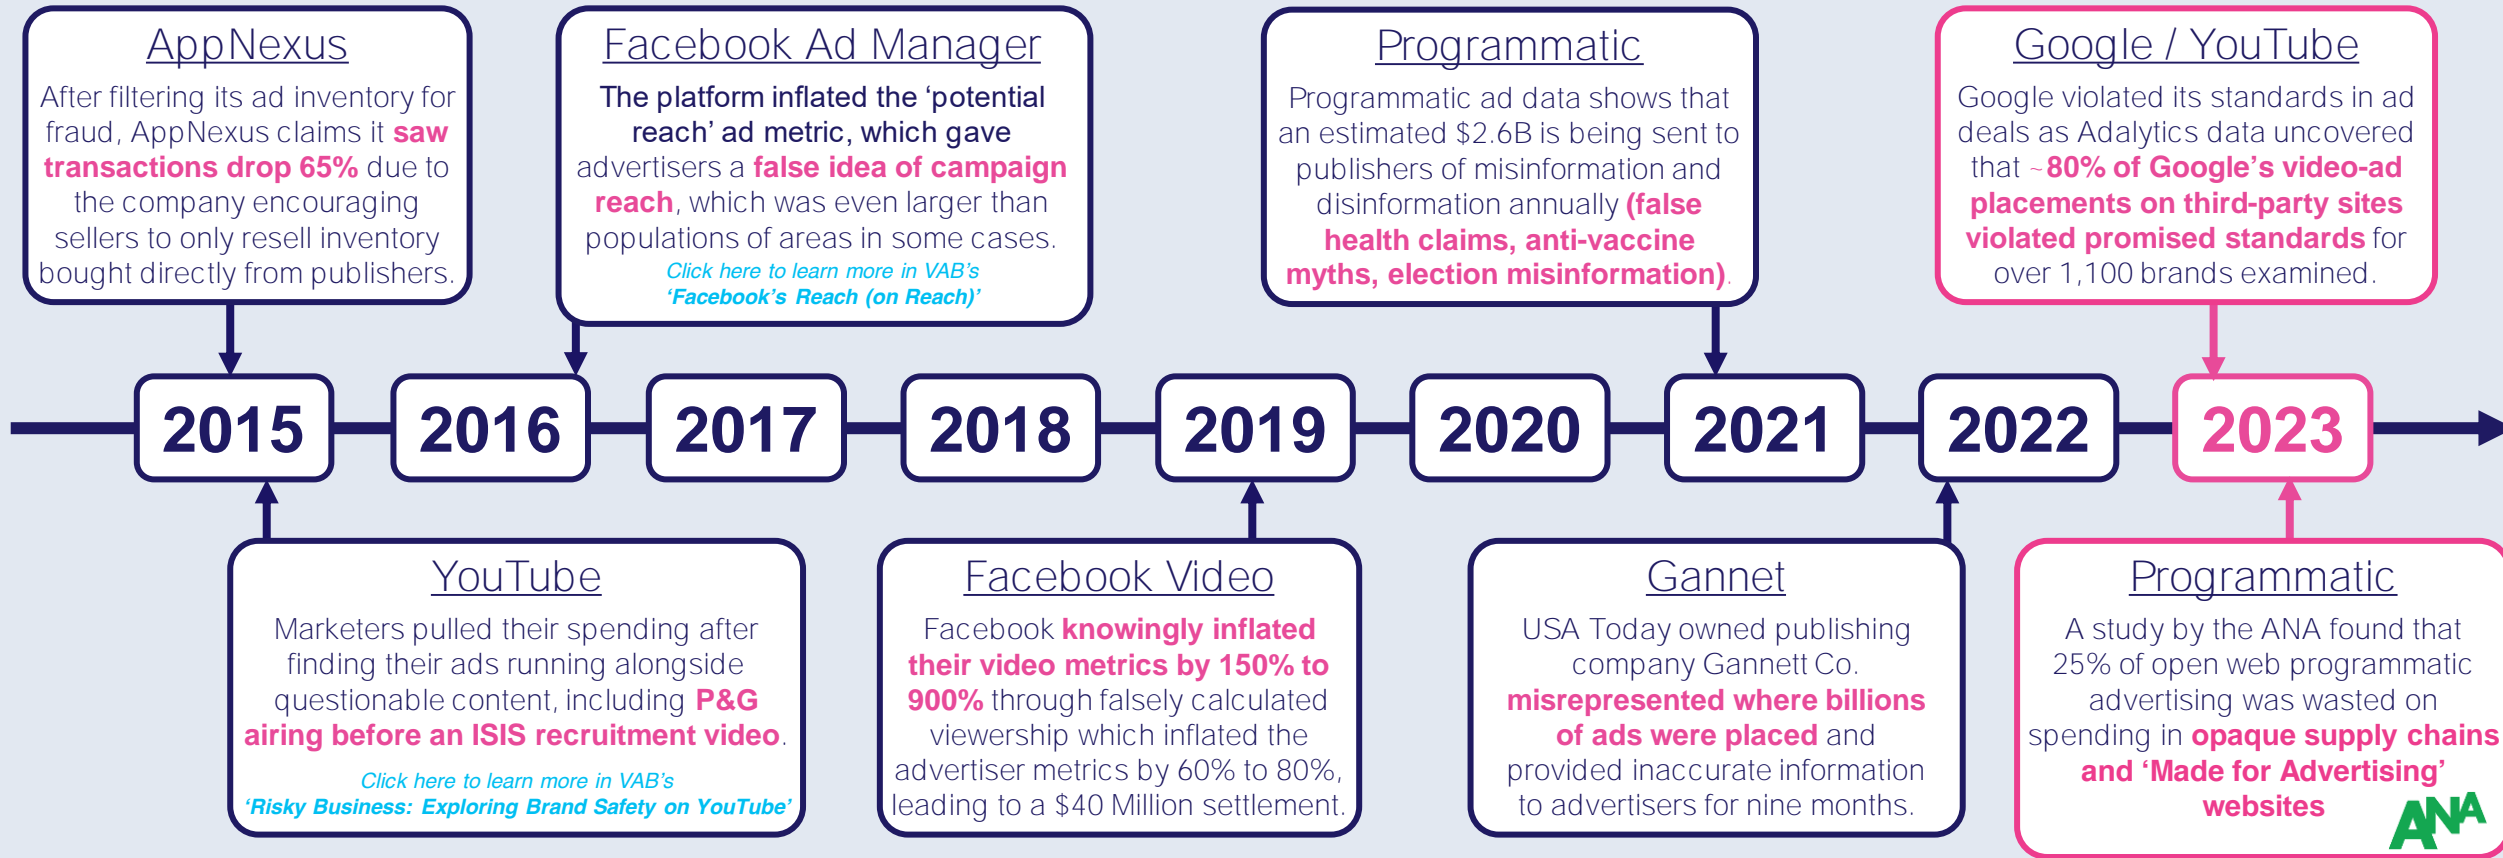 AppNexus
After filtering its ad inventory for
fraud, AppNexus claims it saw
transactions drop 65% due to
the company encouraging
sellers to only resell inventory
bought directly from publishers.
Facebook Ad Manager
The platform inflated the ‘potential
reach’ ad metric, which gave
advertisers a false idea of campaign
reach, which was even larger than
populations of areas in some cases.
Click here to learn more in VAB’s
‘Facebook’s Reach (on Reach)’
Programmatic
Programmatic ad data shows that
an estimated $2.6B is being sent to
publishers of misinformation and
disinformation annually (false
health claims, anti-vaccine
myths, election misinformation).
Google / YouTube
Google violated its standards in ad
deals as Adalytics data uncovered
that ~80% of Google’s video-ad
placements on third-party sites
violated promised standards for
over 1,100 brands examined.
2015
2016
2017
2018
2019
2020
2021
2022
2023
YouTube
Marketers pulled their spending after
finding their ads running alongside
questionable content, including P&G
airing before an ISIS recruitment video.
Click here to learn more in VAB’s
‘Risky Business: Exploring Brand Safety on YouTube’
Facebook Video
Facebook knowingly inflated
their video metrics by 150% to
900% through falsely calculated
viewership which inflated the
advertiser metrics by 60% to 80%,
leading to a $40 Million settlement.
Gannet
USA Today owned publishing
company Gannett Co.
misrepresented where billions
of ads were placed and
provided inaccurate information
to advertisers for nine months.
Programmatic
A study by the ANA found that
25% of open web programmatic
advertising was wasted on
spending in opaque supply chains
and ‘Made for Advertising’
websites
ANA